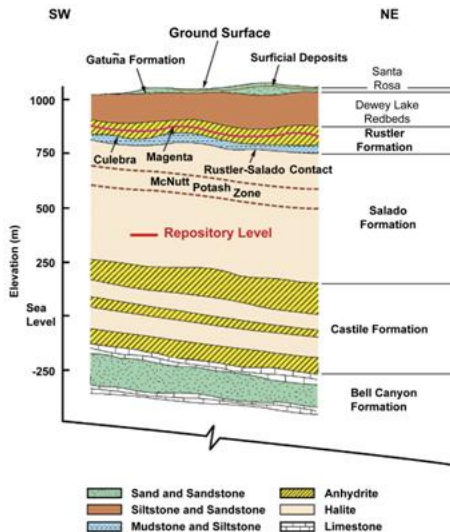 SW
NE
Ground Surface
Gatuña Formation
Surficial Deposits
Santa
Rosa
1000
Dewey Lake
Redbeds
Rustler
Formation
Culebra
Magenta
Rustler-Salado Contact
750
McNutt Potash Zone
500
Salado
Formation
Repository Level
Elevation (m)
250
Sea
Level
Castile Formation
-250
Bell Canyon
Formation
Sand and Sandstone
Siltstone and Sandstone
Mudstone and Siltstone
Anhydrite
Halite
Limestone